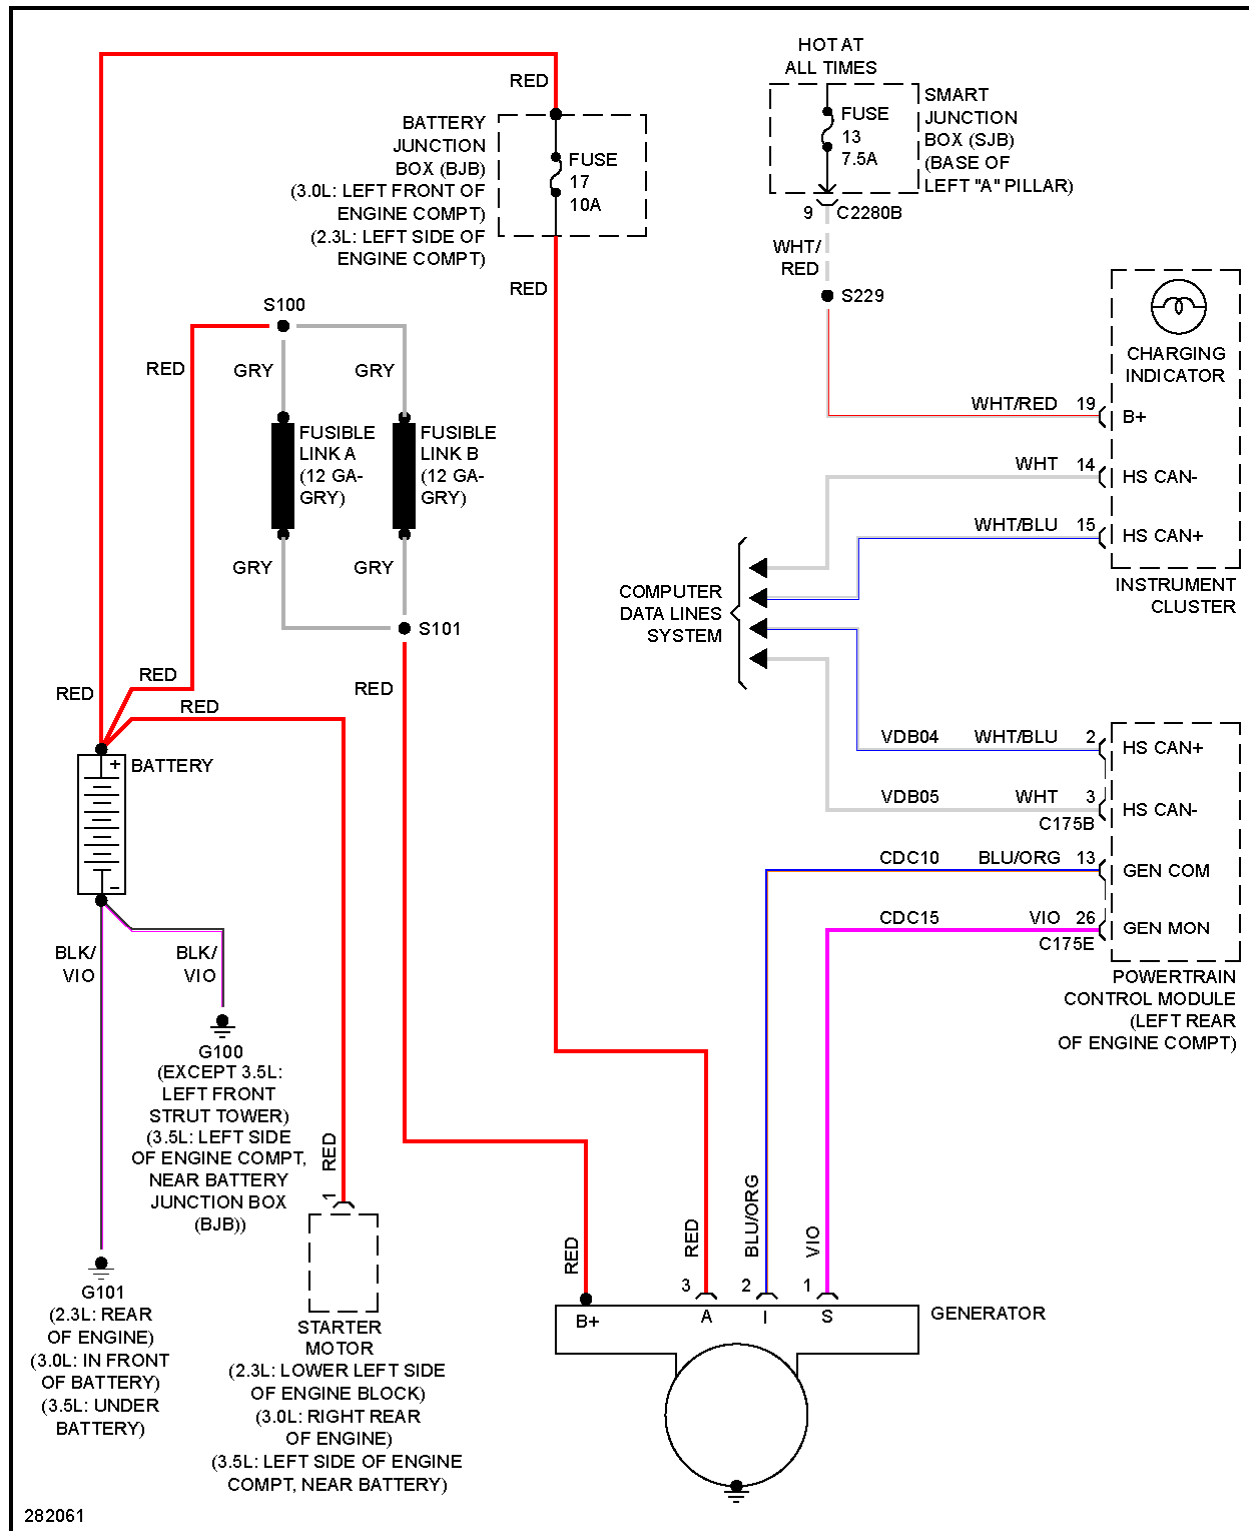 HOT AT
ALL TIMES
RED
FUSE
13
7.5A
SMART
JUNCTION
BOX (SJB)
(BASE OF
LEFT "A" PILLAR)
BATTERY
JUNCTION
BOX (BJB)
(3.0L: LEFT FRONT OF
ENGINE COMPT)
(2.3L: LEFT SIDE OF
ENGINE COMPT)
FUSE
17
10A
9 C2280B
WHT/
RED
RED
S229
S100
RED
GRY
GRY
CHARGING
INDICATOR
WHT/RED 19
B+
FUSIBLE
LINK A
(12 GA-
GRY)
FUSIBLE
LINK B
(12 GA-
GRY)
WHT 14
HS CAN-
WHT/BLU 15
HS CAN+
GRY
GRY
INSTRUMENT
CLUSTER
COMPUTER
DATA LINES
SYSTEM
S101
RED
RED
RED
RED
+
BATTERY
-
VDB04 WHT/BLU 2
HS CAN+
VDB05 WHT 3
HS CAN-
C175B
CDC10 BLU/ORG 13
GEN COM
CDC15 VIO 26
GEN MON
C175E
POWERTRAIN
CONTROL MODULE
(LEFT REAR
OF ENGINE COMPT)
BLK/
VIO
BLK/
VIO
G100
(EXCEPT 3.5L:
LEFT FRONT
STRUT TOWER)
(3.5L: LEFT SIDE
OF ENGINE COMPT,
NEAR BATTERY
JUNCTION BOX
(BJB))
1 RED
RED
RED
BLU/ORG
VIO
3
2
1
G101
(2.3L: REAR
OF ENGINE)
(3.0L: IN FRONT
OF BATTERY)
(3.5L: UNDER
BATTERY)
STARTER
MOTOR
(2.3L: LOWER LEFT SIDE
OF ENGINE BLOCK)
(3.0L: RIGHT REAR
OF ENGINE)
(3.5L: LEFT SIDE OF ENGINE
COMPT, NEAR BATTERY)
B+
A
I
S
GENERATOR
282061